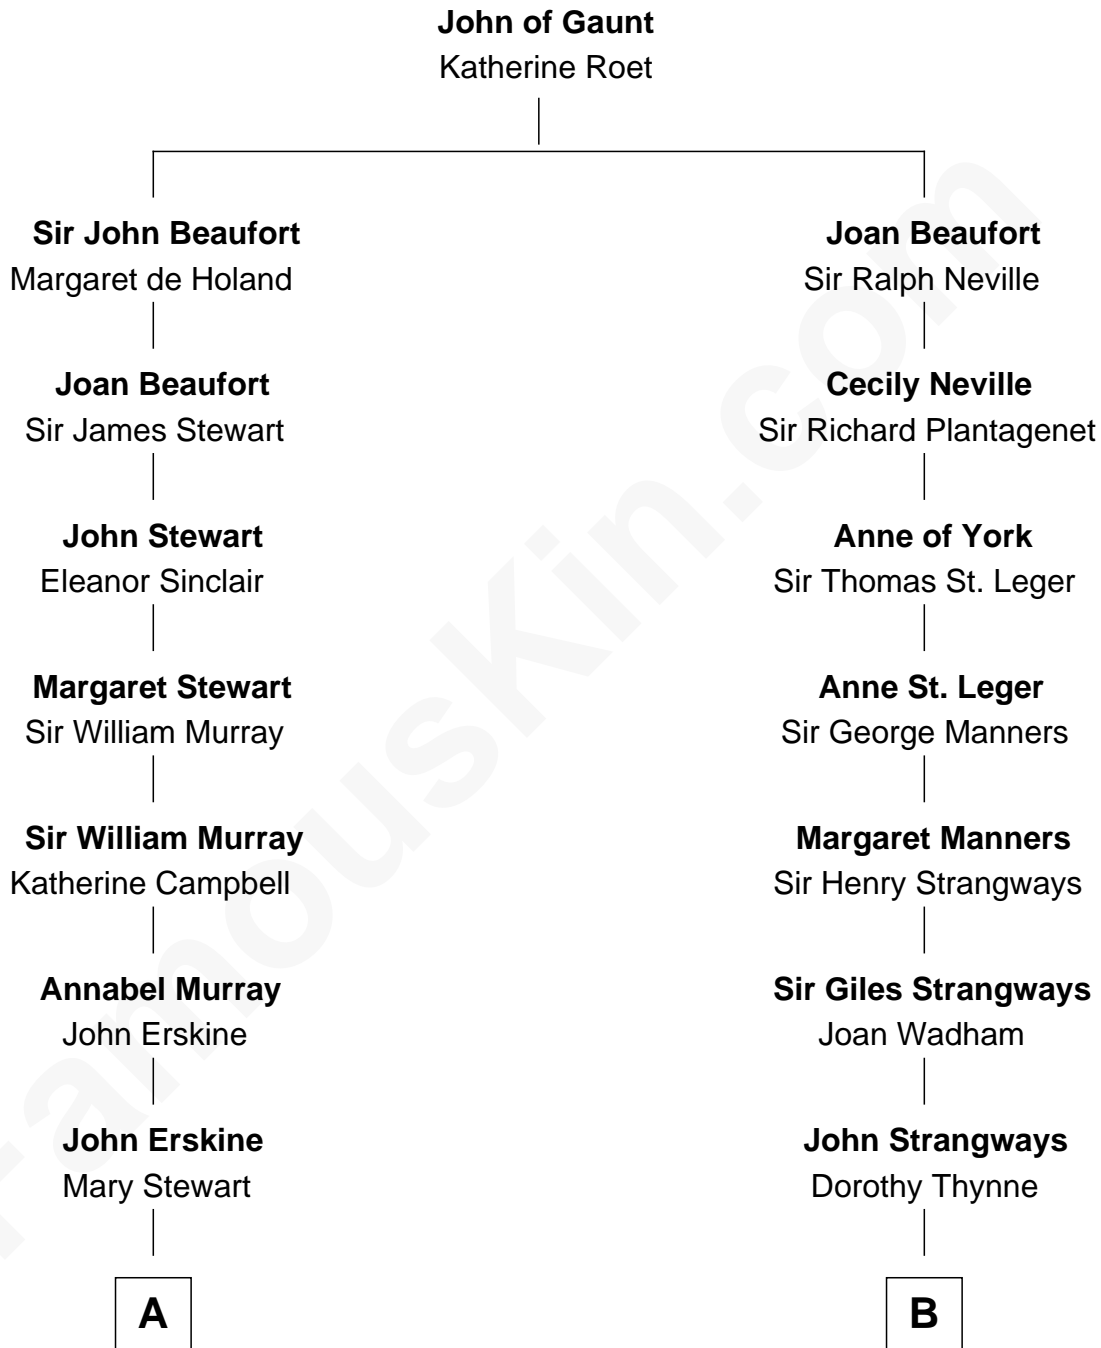 John of Gaunt
Katherine Roet
Sir John Beaufort
Margaret de Holand
Joan Beaufort
Sir James Stewart
John Stewart
Eleanor Sinclair
Margaret Stewart
Sir William Murray
Sir William Murray
Katherine Campbell
Annabel Murray
John Erskine
John Erskine
Mary Stewart
A
Joan Beaufort
Sir Ralph Neville
Cecily Neville
Sir Richard Plantagenet
Anne of York
Sir Thomas St. Leger
Anne St. Leger
Sir George Manners
Margaret Manners
Sir Henry Strangways
Sir Giles Strangways
Joan Wadham
John Strangways
Dorothy Thynne
B
FamousKin.com